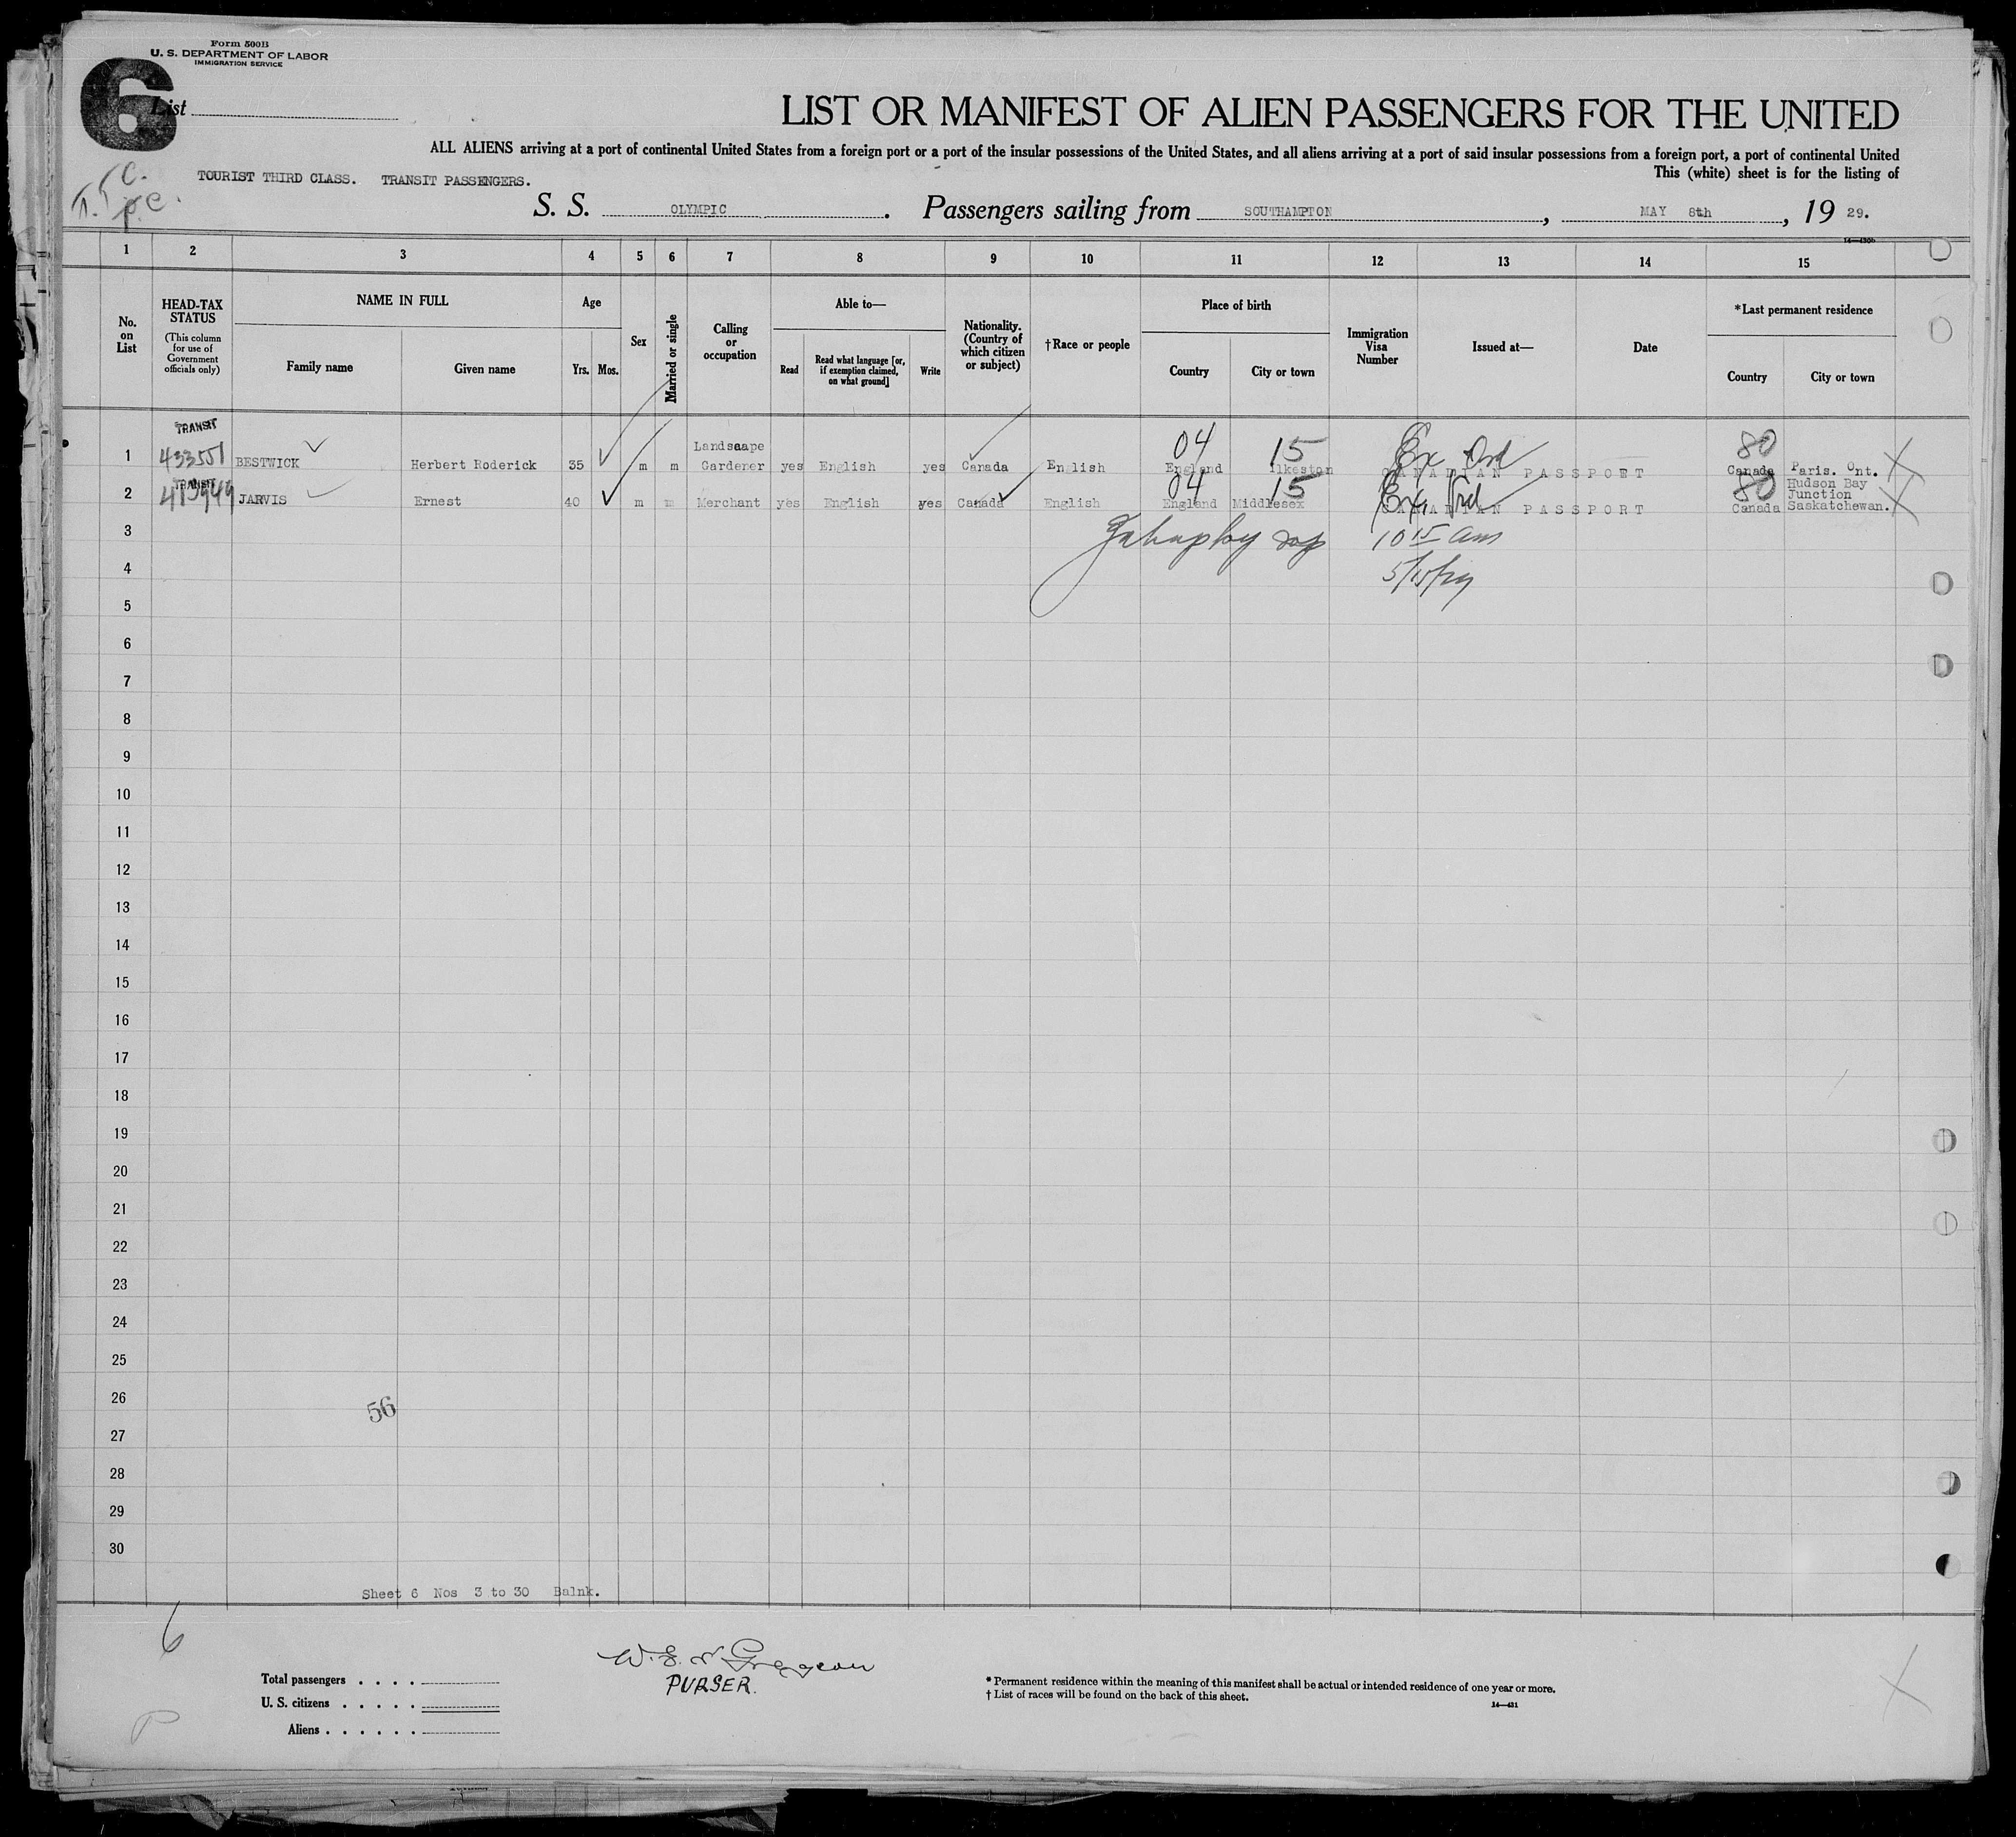 Form 500B
U. S. DEPARTMENT OF LABOR
IMMIGRATION SERVICE
6
List
LIST OR MANIFEST OF ALIEN PASSENGERS FOR THE UNITED
ALL ALIENS arriving at a port of continental United States from a foreign port or a port of the insular possessions of the United States, and all aliens arriving at a port of said insular possessions from a foreign port, a port of continental United
This (white) sheet is for the listing of
TOURIST THIRD CLASS. TRANSIT PASSENGERS.
S. S. OLYMPIC. Passengers sailing from SOUTHAMPTON, MAY 8th, 19 29.
14—430b
1 2 3 4 5 6 7 8 9 10 11 12 13 14 15
No. on List
HEAD-TAX STATUS
(This column for use of Government officials only)
NAME IN FULL
Family name Given name
Age
Yrs. Mos.
Sex
Married or single
Calling or occupation
Able to—
Read
Read what language [or, if exemption claimed, on what ground]
Write
Nationality. (Country of which citizen or subject)
†Race or people
Place of birth
Country City or town
Immigration Visa Number
Issued at—
Date
*Last permanent residence
Country City or town
TRANSIT
04 15 Ex Ord 80
1 433551 BESTWICK Herbert Roderick 35 m m Landsaape Gardener yes English yes Canada English England Ilkeston CANADIAN PASSPORT Canada Paris. Ont.
TRANSIT
04 15 80
2 JARVIS Ernest 40 m m Merchant yes English yes Canada English England Middlesex CANADIAN PASSPORT Canada Hudson Bay Junction Saskatchewan.
3 10 15 am
4 5/15/29
5
6
7
8
9
10
11
12
13
14
15
16
17
18
19
20
21
22
23
24
25
26
56
27
28
29
30
Sheet 6 Nos 3 to 30 Balnk.
6
Total passengers . . . .
U. S. citizens . . . . .
Aliens . . . . . .
P
PURSER.
* Permanent residence within the meaning of this manifest shall be actual or intended residence of one year or more.
† List of races will be found on the back of this sheet.
14—431